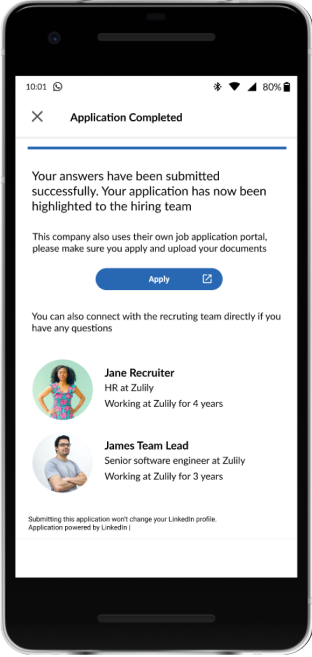 10:01 80%
Application Completed
Your answers have been submitted
successfully. Your application has now been
highlighted to the hiring team
This company also uses their own job application portal,
please make sure you apply and upload your documents
Apply
You can also connect with the recruting team directly if you
have any questions
Jane Recruiter
HR at Zulily
Working at Zulily for 4 years
James Team Lead
Senior software engineer at Zulily
Working at Zulily for 3 years
Submitting this application won't change your LinkedIn profile.
Application powered by LinkedIn |